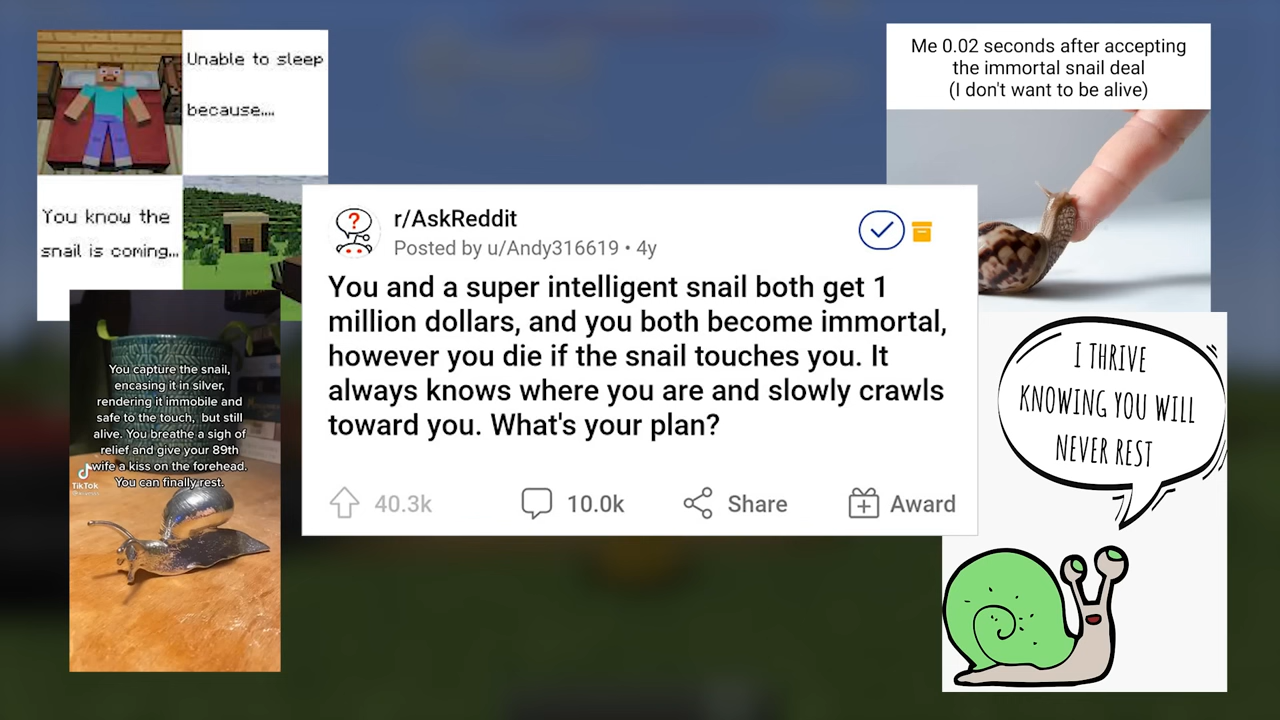 Unable to sleep
because....
You know the
snail is coming...
You capture the snail,
encasing it in silver,
rendering it immobile and
safe to the touch, but still
alive. You breathe a sigh of
relief and give your 89th
wife a kiss on the forehead.
You can finally rest.
TikTok
r/AskReddit
Posted by u/Andy316619 • 4y
You and a super intelligent snail both get 1
million dollars, and you both become immortal,
however you die if the snail touches you. It
always knows where you are and slowly crawls
toward you. What's your plan?
40.3k
10.0k
Share
Award
Me 0.02 seconds after accepting
the immortal snail deal
(I don't want to be alive)
I THRIVE
KNOWING YOU WILL
NEVER REST